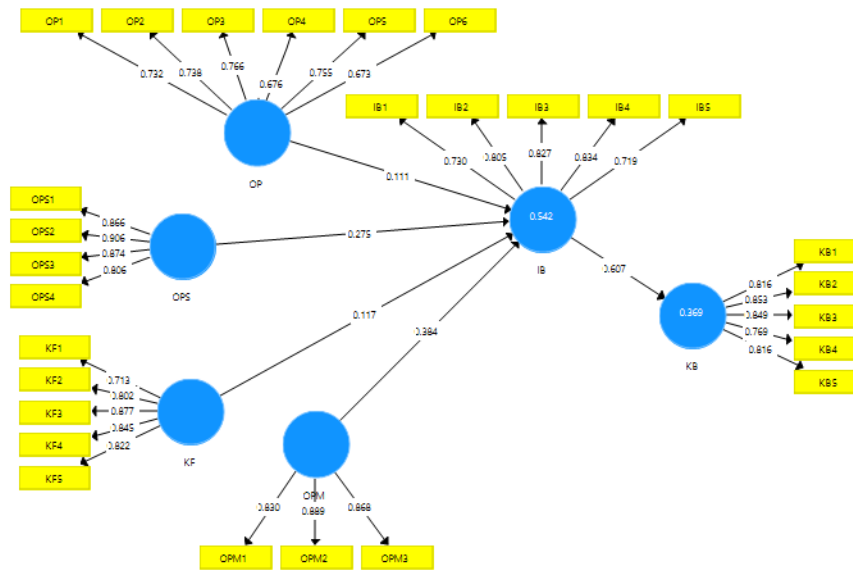 OP1 OP2 OP3 OP4 OP5 OP6
0.732 0.738 0.766 0.676 0.755 0.673
OP
IB1 IB2 IB3 IB4 IB5
0.730 0.805 0.827 0.834 0.719
0.111
OPS1
OPS2
OPS3
OPS4
0.866
0.906
0.874
0.806
OPS
0.275
0.542
IB
0.607
0.117
0.384
KB1
KB2
KB3
KB4
KB5
0.816
0.853
0.849
0.769
0.816
0.369
KB
KF1
KF2
KF3
KF4
KF5
0.713
0.802
0.877
0.845
0.822
KF
OPM
0.830 0.889 0.868
OPM1 OPM2 OPM3